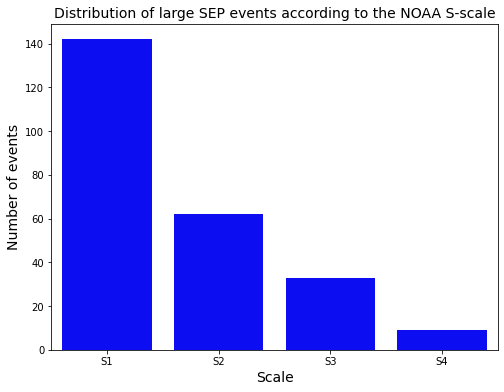 Distribution of large SEP events according to the NOAA S-scale
140
120
100
80
60
40
20
0
Number of events
S1 S2 S3 S4
Scale